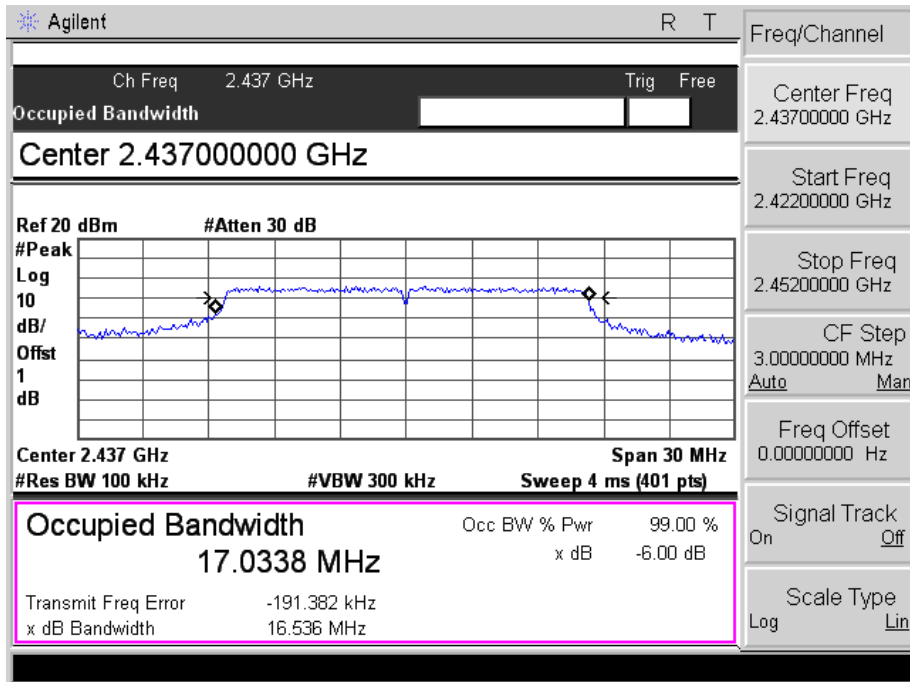 Agilent R T
Ch Freq 2.437 GHz Trig Free
Occupied Bandwidth
Center 2.437000000 GHz
Ref 20 dBm #Atten 30 dB
#Peak
Log
10
dB/
Offst
1
dB
Center 2.437 GHz Span 30 MHz
#Res BW 100 kHz #VBW 300 kHz Sweep 4 ms (401 pts)
Occupied Bandwidth Occ BW % Pwr 99.00 %
17.0338 MHz x dB -6.00 dB
Transmit Freq Error -191.382 kHz
x dB Bandwidth 16.536 MHz
Freq/Channel
Center Freq
2.43700000 GHz
Start Freq
2.42200000 GHz
Stop Freq
2.45200000 GHz
CF Step
3.00000000 MHz
Auto Man
Freq Offset
0.00000000 Hz
Signal Track
On Off
Scale Type
Log Lin